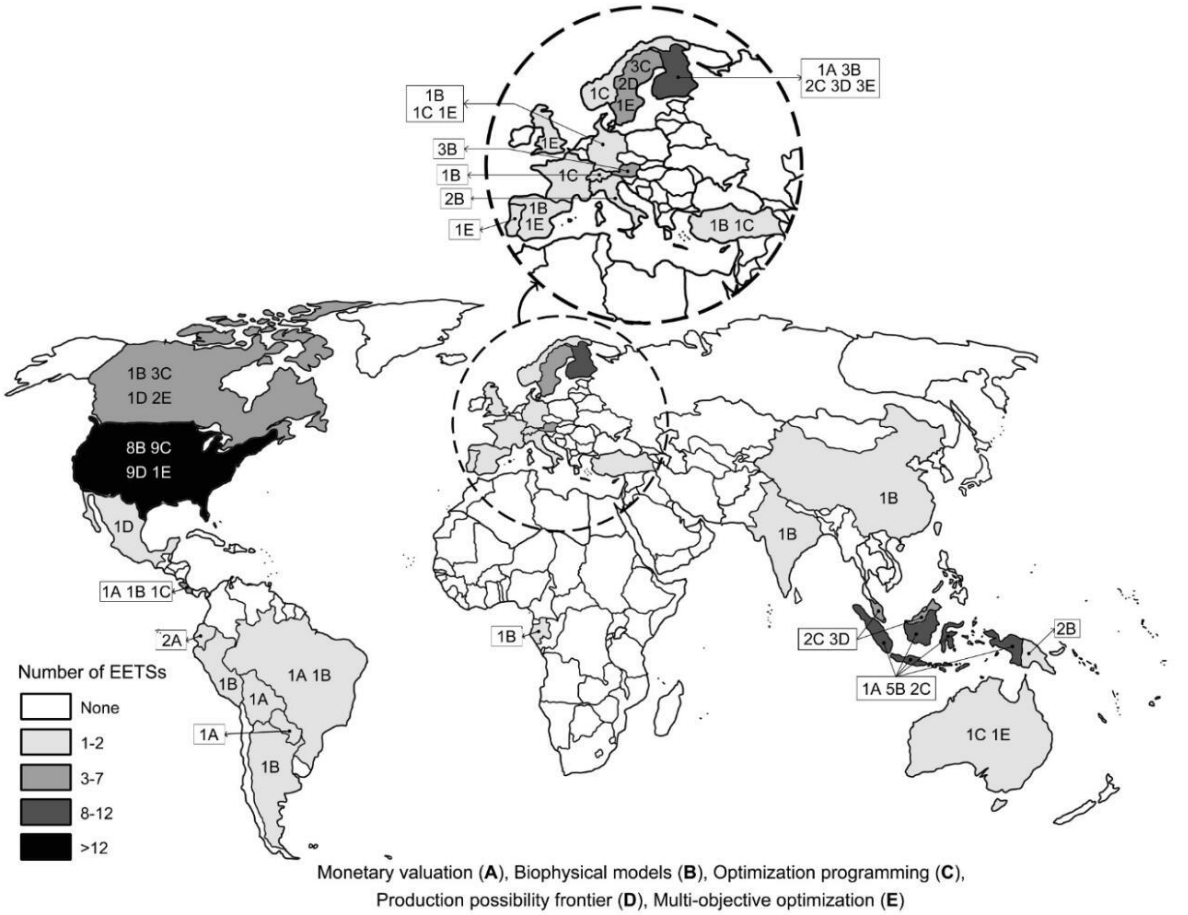 3C
2D
1C
1E
1A 3B
2C 3D 3E
1B
1C 1E
1E
3B
1B
1C
2B
1B
1E
1E
1B 1C
1B 3C
1D 2E
8B 9C
9D 1E
1D
1A 1B 1C
2A
1B
1A 1B
1A
1A
1B
1B
1B
1B
2C 3D
2B
1A 5B 2C
1C 1E
Number of EETSs
None
1-2
3-7
8-12
>12
Monetary valuation (A), Biophysical models (B), Optimization programming (C),
Production possibility frontier (D), Multi-objective optimization (E)